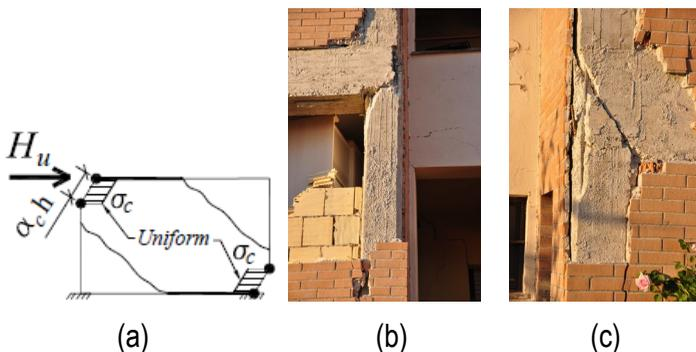 H_u
α_c h
σ_c
Uniform
σ_c
(a)
(b)
(c)